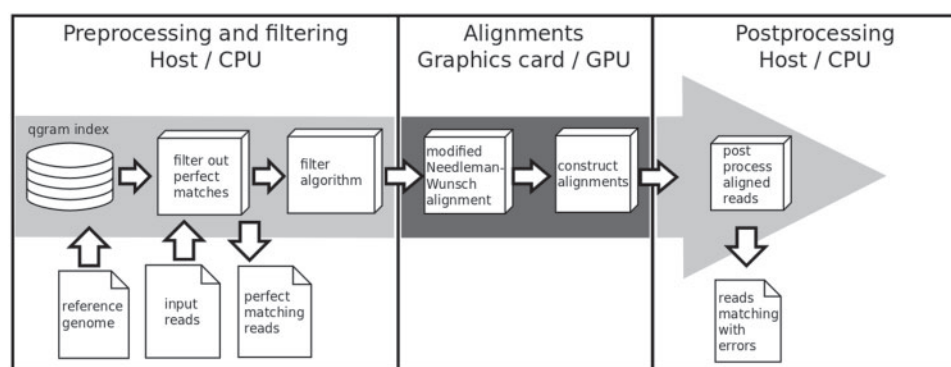 Preprocessing and filtering
Host / CPU
Alignments
Graphics card / GPU
Postprocessing
Host / CPU
qgram index
filter out
perfect
matches
filter
algorithm
modified
Needleman-
Wunsch
alignment
construct
alignments
post
process
aligned
reads
reference
genome
input
reads
perfect
matching
reads
reads
matching
with
errors